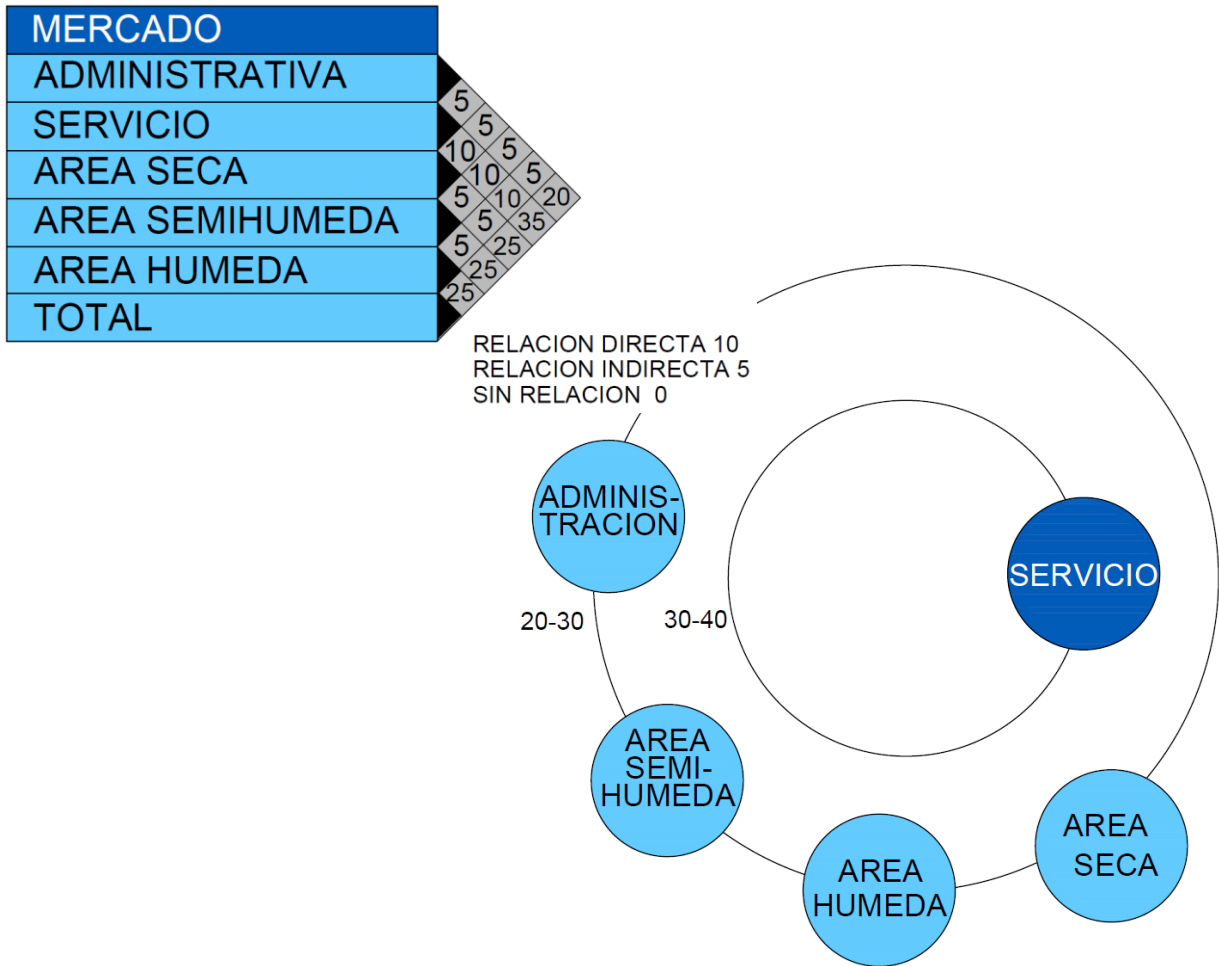 MERCADO
ADMINISTRATIVA
SERVICIO
AREA SECA
AREA SEMIHUMEDA
AREA HUMEDA
TOTAL
5
5
10 5
10 5
5 10 20
5 35
5 25
25
25
RELACION DIRECTA 10
RELACION INDIRECTA 5
SIN RELACION 0
ADMINIS-
TRACION
SERVICIO
20-30
30-40
AREA
SEMI-
HUMEDA
AREA
HUMEDA
AREA
SECA